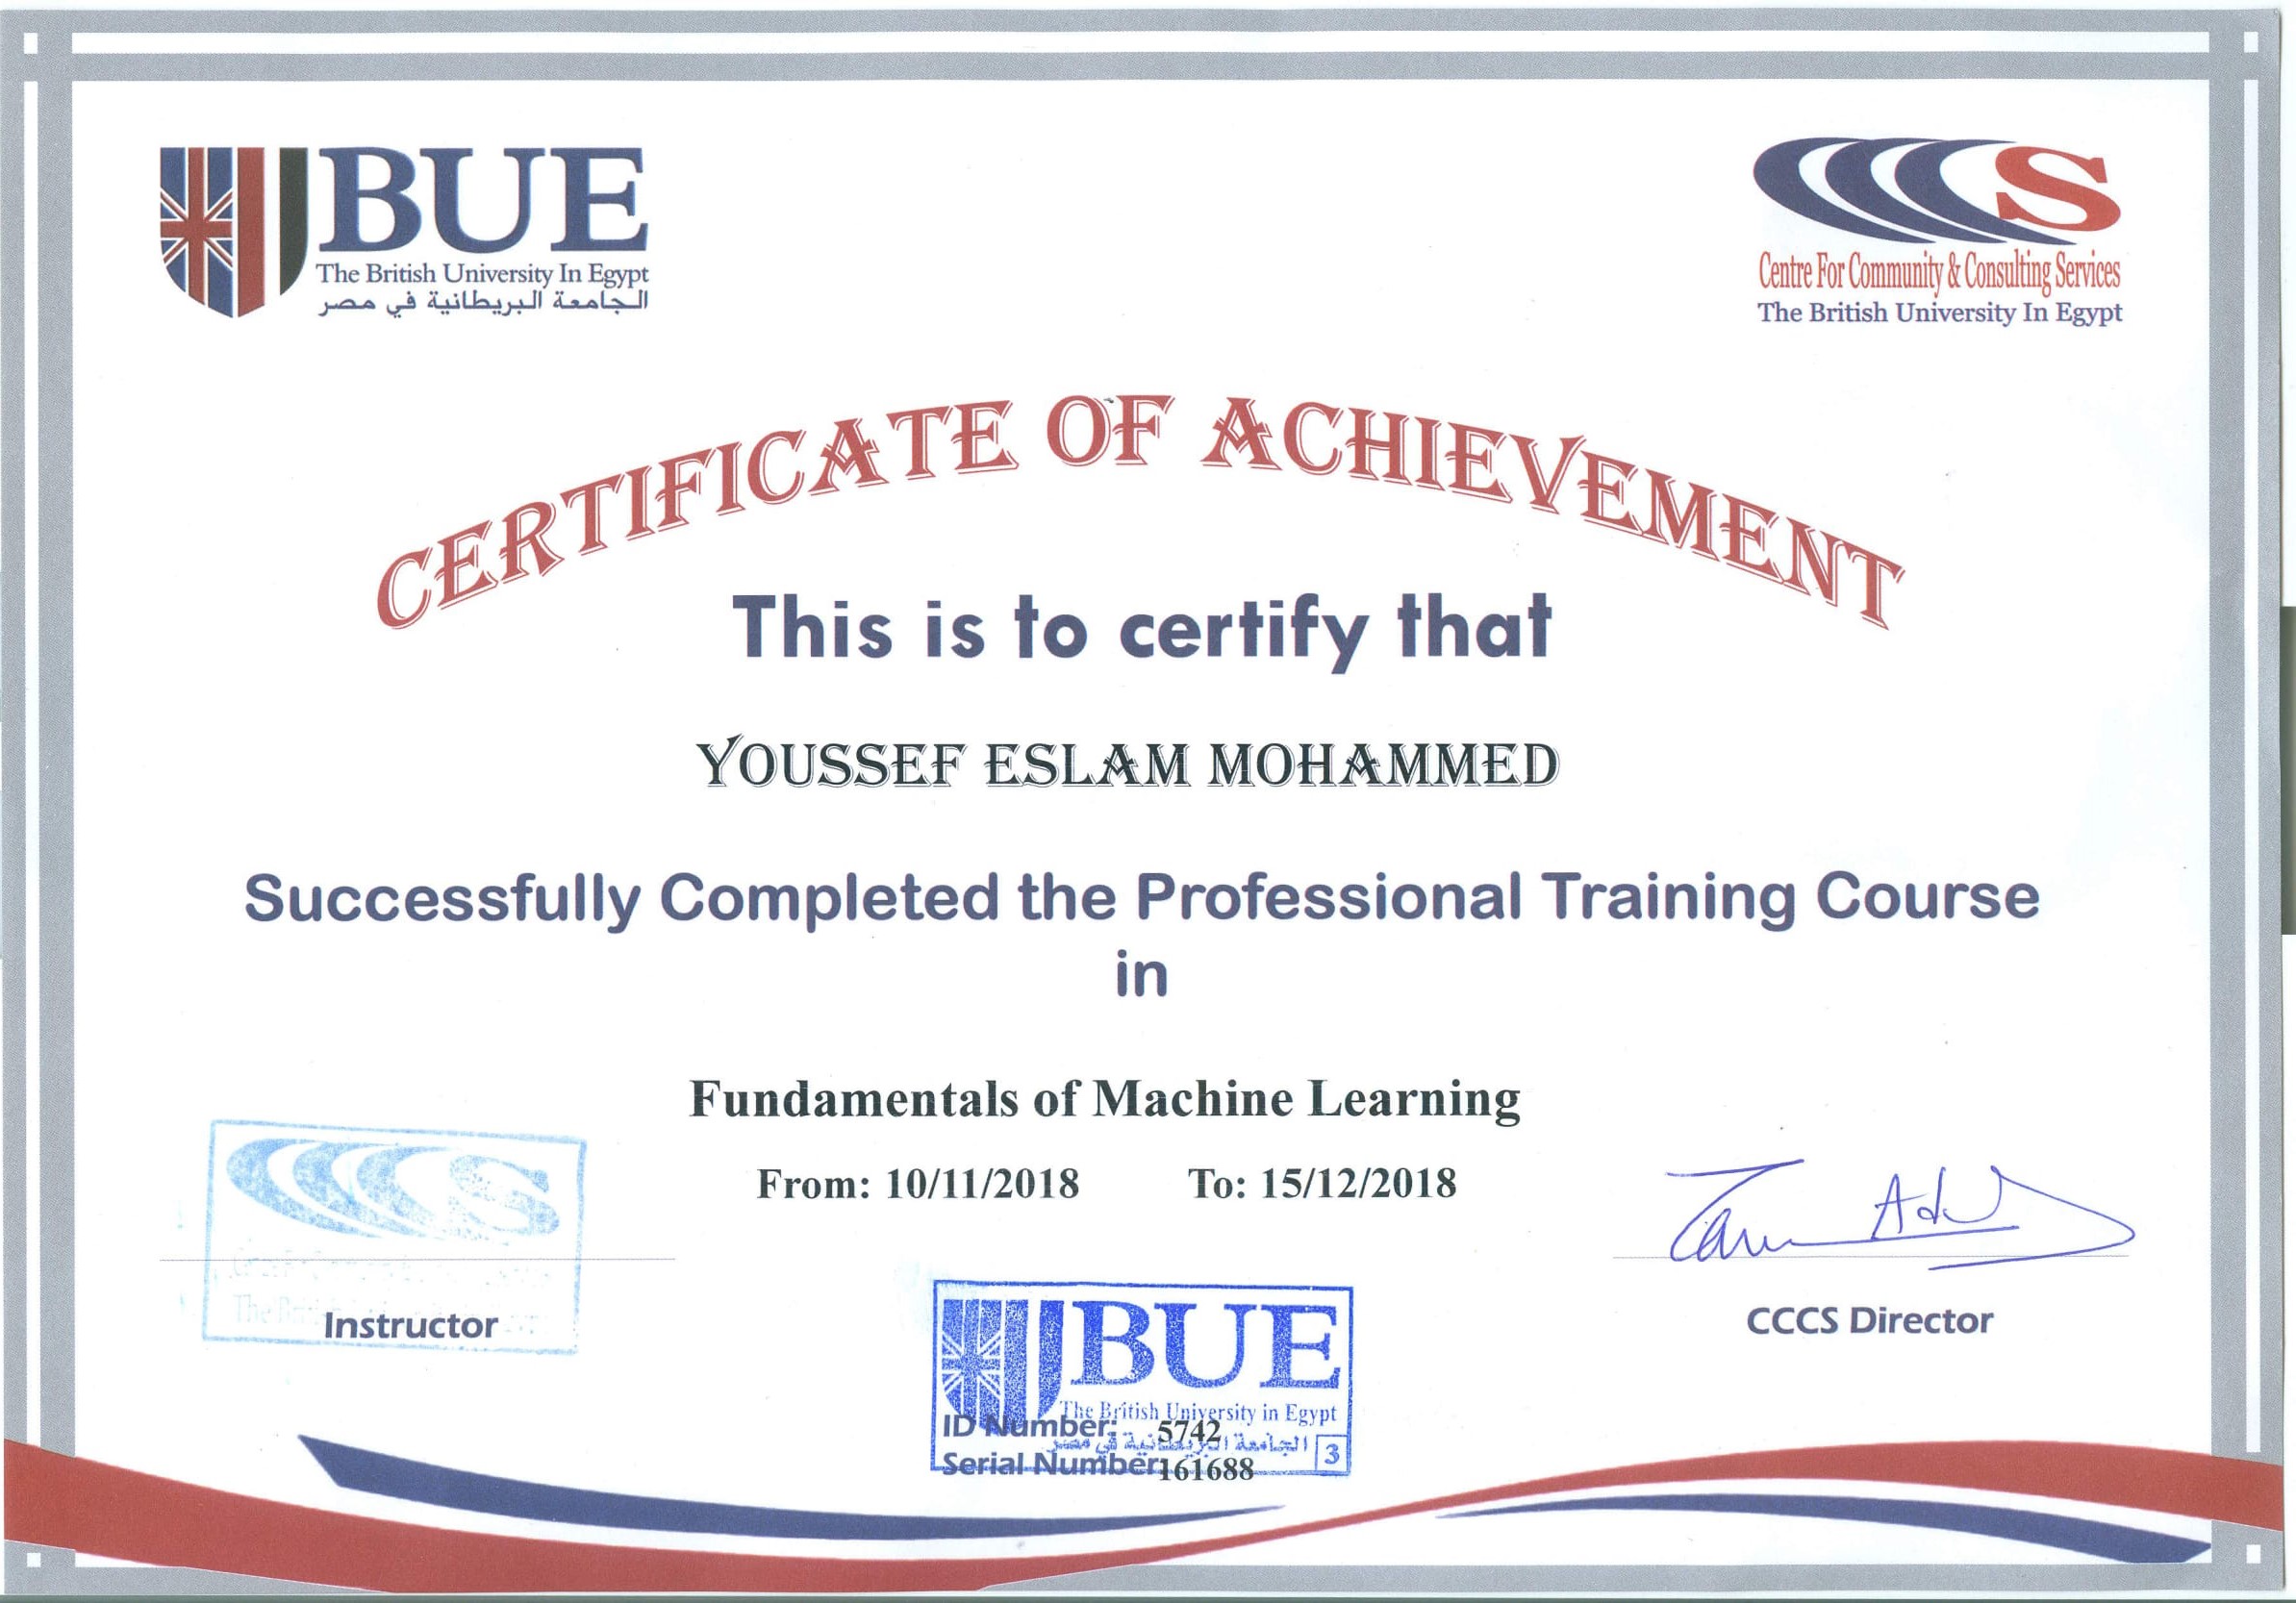 BUE
The British University In Egypt
الجامعة البريطانية في مصر
CCCS
Centre For Community & Consulting Services
The British University In Egypt
CERTIFICATE OF ACHIEVEMENT
This is to certify that
YOUSSEF ESLAM MOHAMMED
Successfully Completed the Professional Training Course
in
Fundamentals of Machine Learning
From: 10/11/2018 To: 15/12/2018
CCCS
Instructor
CCCS Director
BUE
The British University in Egypt
ID Number: 5742
الجامعة البريطانية في مصر 3
Serial Number: 161688